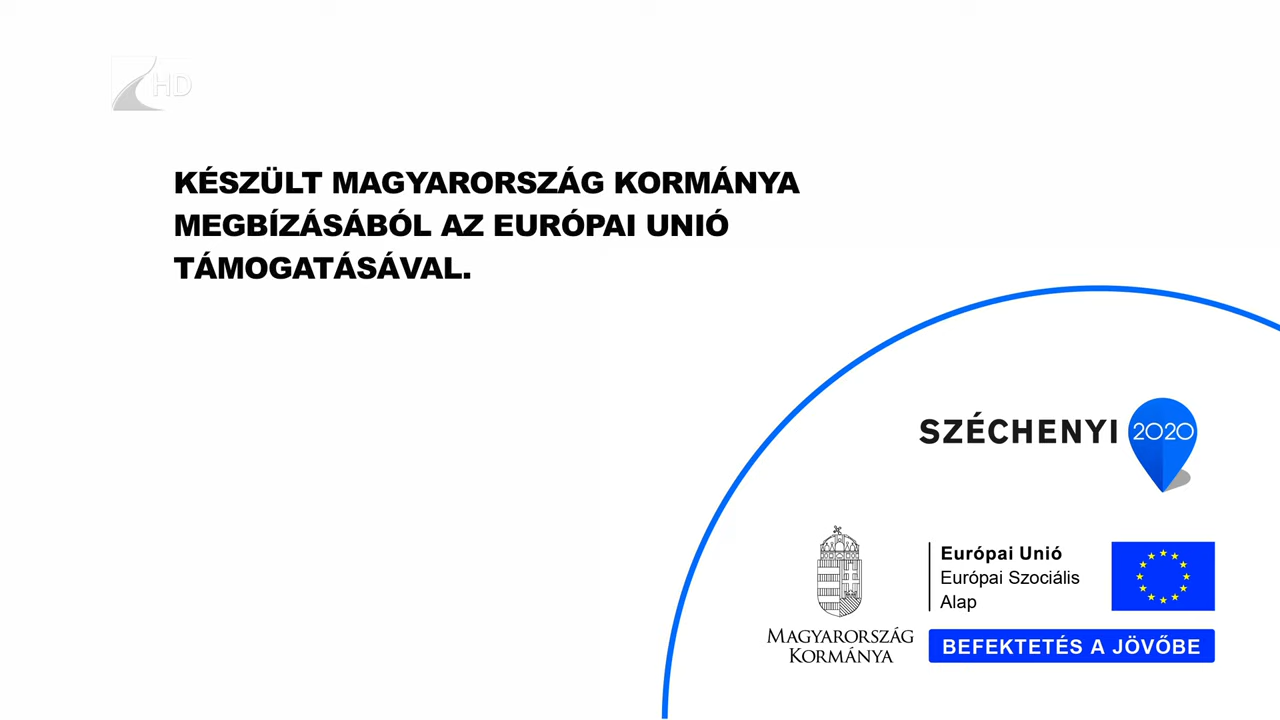 HD
KÉSZÜLT MAGYARORSZÁG KORMÁNYA
MEGBÍZÁSÁBÓL AZ EURÓPAI UNIÓ
TÁMOGATÁSÁVAL.
SZÉCHENYI 2020
MAGYARORSZÁG
KORMÁNYA
Európai Unió
Európai Szociális
Alap
BEFEKTETÉS A JÖVŐBE